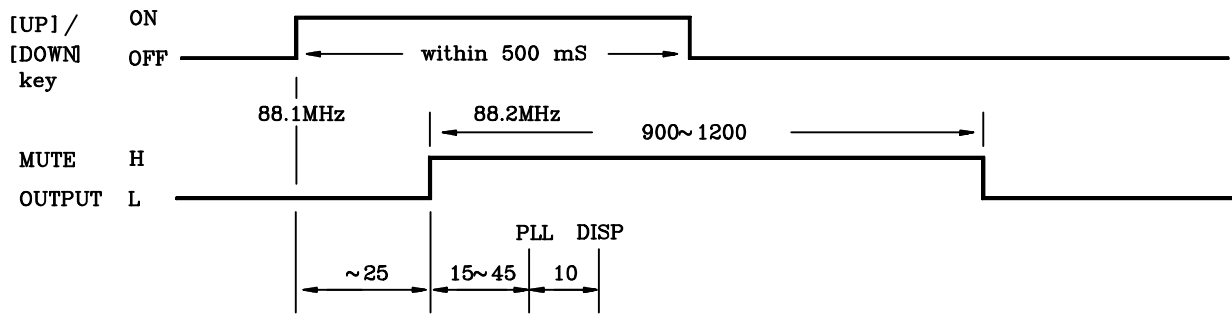 [UP] / ON
[DOWN] OFF within 500 mS
key
88.1MHz 88.2MHz
900~1200
MUTE H
OUTPUT L
PLL DISP
~25 15~45 10